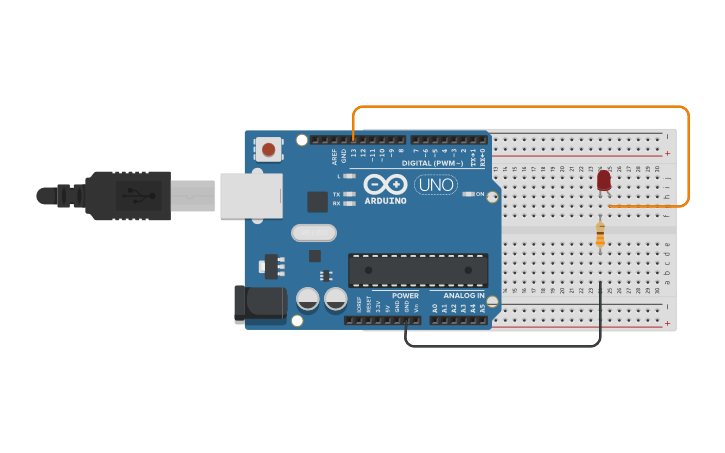 AREF
GND
13
12
~11
~10
~9
8
7
~6
~5
4
~3
2
TX→1
RX←0
DIGITAL (PWM~)
L
TX
RX
ARDUINO
UNO
ON
POWER
ANALOG IN
IOREF
RESET
3.3V
5V
GND
GND
Vin
A0
A1
A2
A3
A4
A5